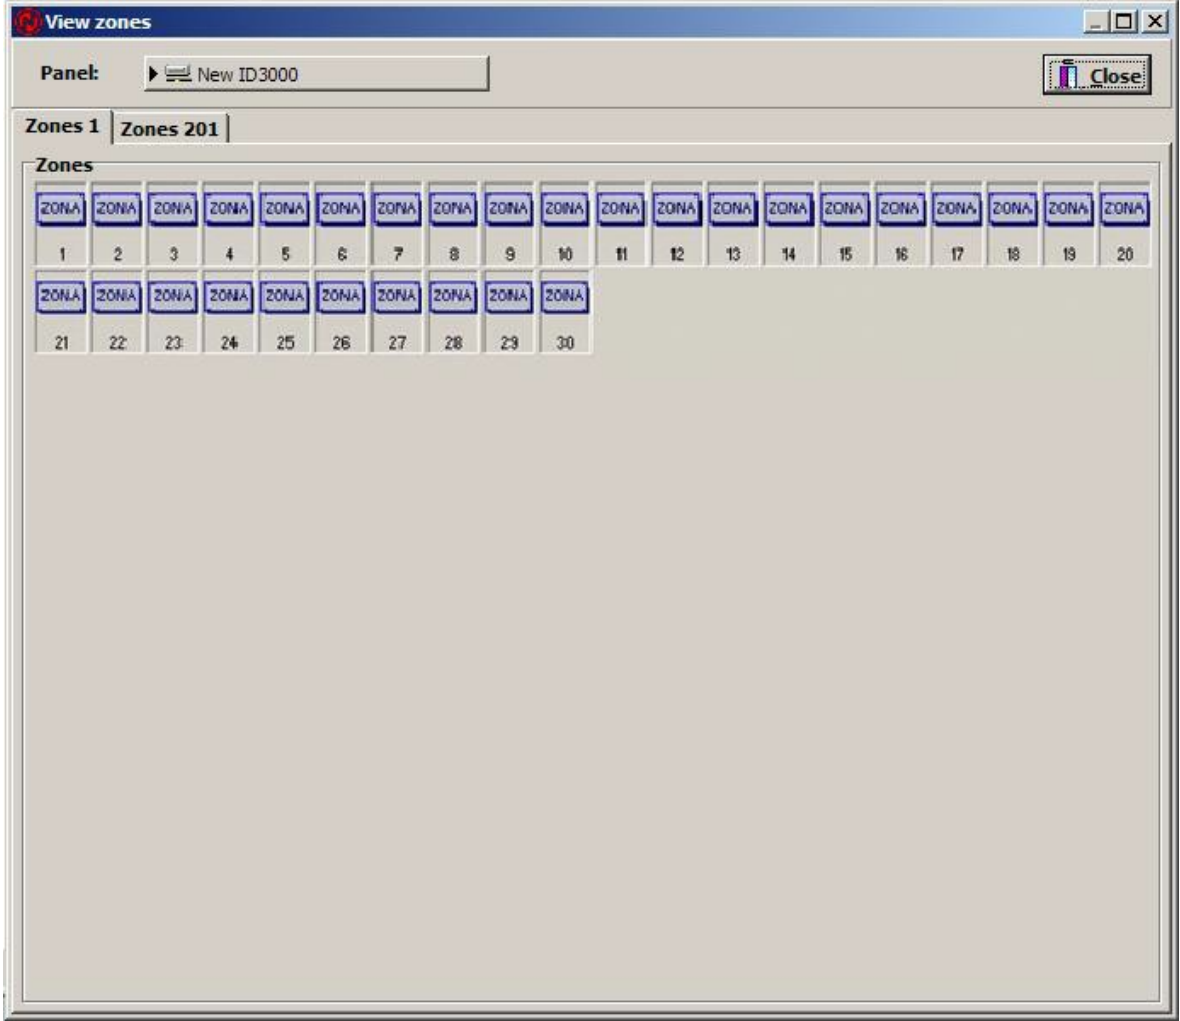 View zones
Panel: New ID3000 Close
Zones 1 Zones 201
Zones
ZONA ZONA ZONA ZONA ZONA ZONA ZONA ZONA ZONA ZONA ZONA ZONA ZONA ZONA ZONA ZONA ZONA ZONA ZONA ZONA
1 2 3 4 5 6 7 8 9 10 11 12 13 14 15 16 17 18 19 20
ZONA ZONA ZONA ZONA ZONA ZONA ZONA ZONA ZONA ZONA
21 22 23 24 25 26 27 28 29 30